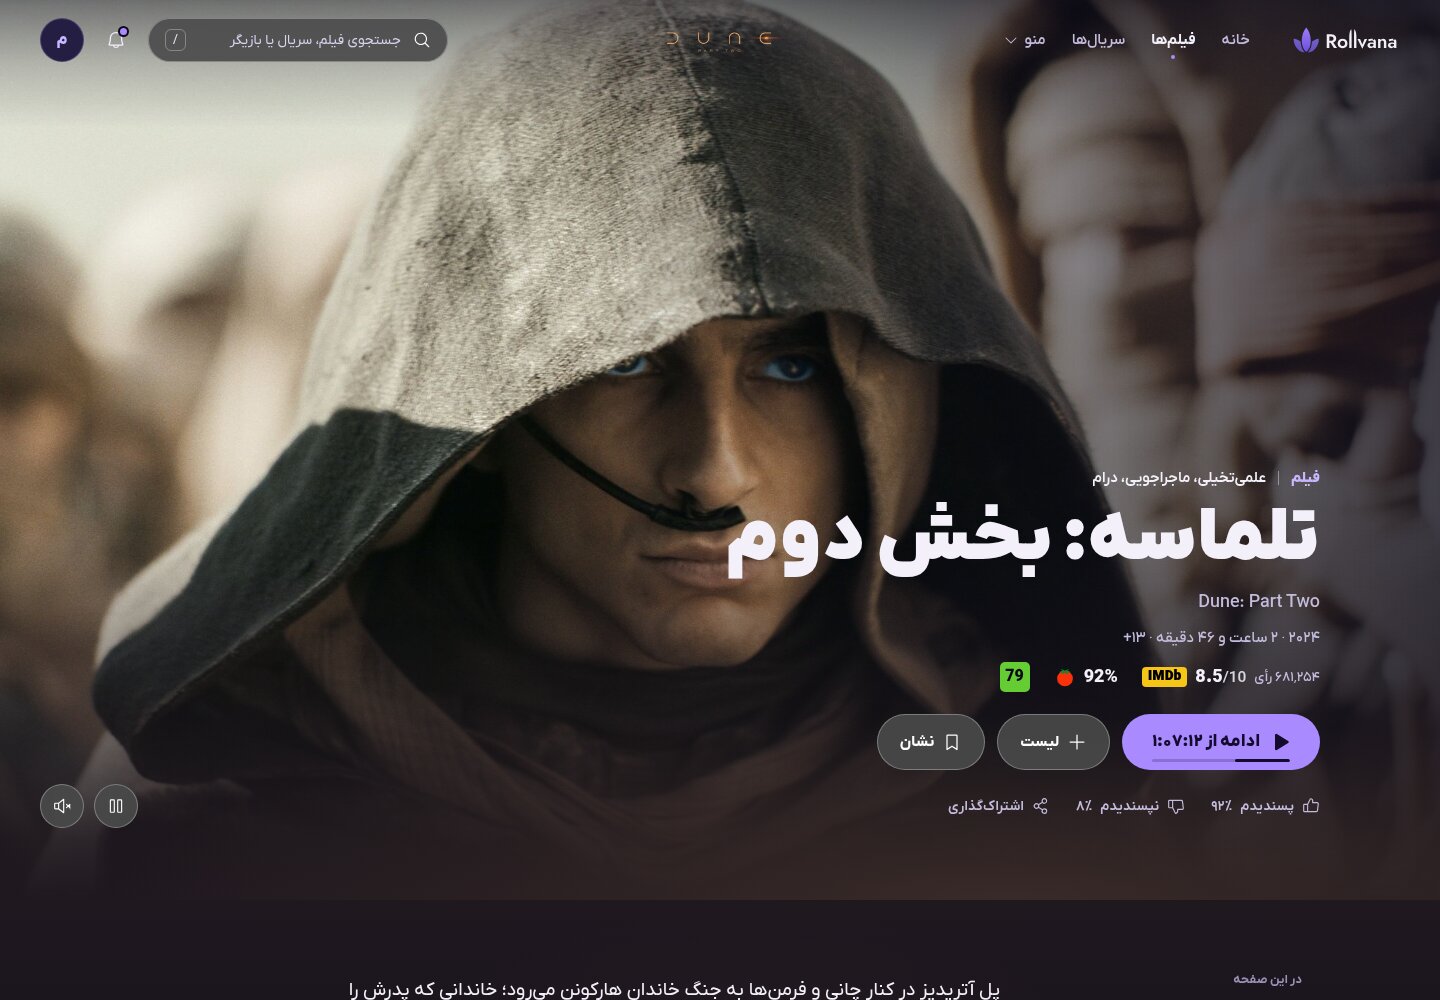 Rollvana
خانه
فیلم‌ها
سریال‌ها
منو
DUNE
جستجوی فیلم، سریال یا بازیگر
/
م
فیلم | علمی‌تخیلی، ماجراجویی، درام
تلماسه: بخش دوم
Dune: Part Two
۲۰۲۴ · ۲ ساعت و ۴۶ دقیقه · ۱۳+
۶۸۱,۲۵۴ رأی 8.5/10 IMDb 92% 79
ادامه از ۱:۰۷:۱۲
لیست
نشان
پسندیدم ۹۲٪
نپسندیدم ۸٪
اشتراک‌گذاری
در این صفحه
پل آتریدیز در کنار چانی و فرمن‌ها به جنگ خاندان هارکونن می‌رود؛ خاندانی که پدرش را